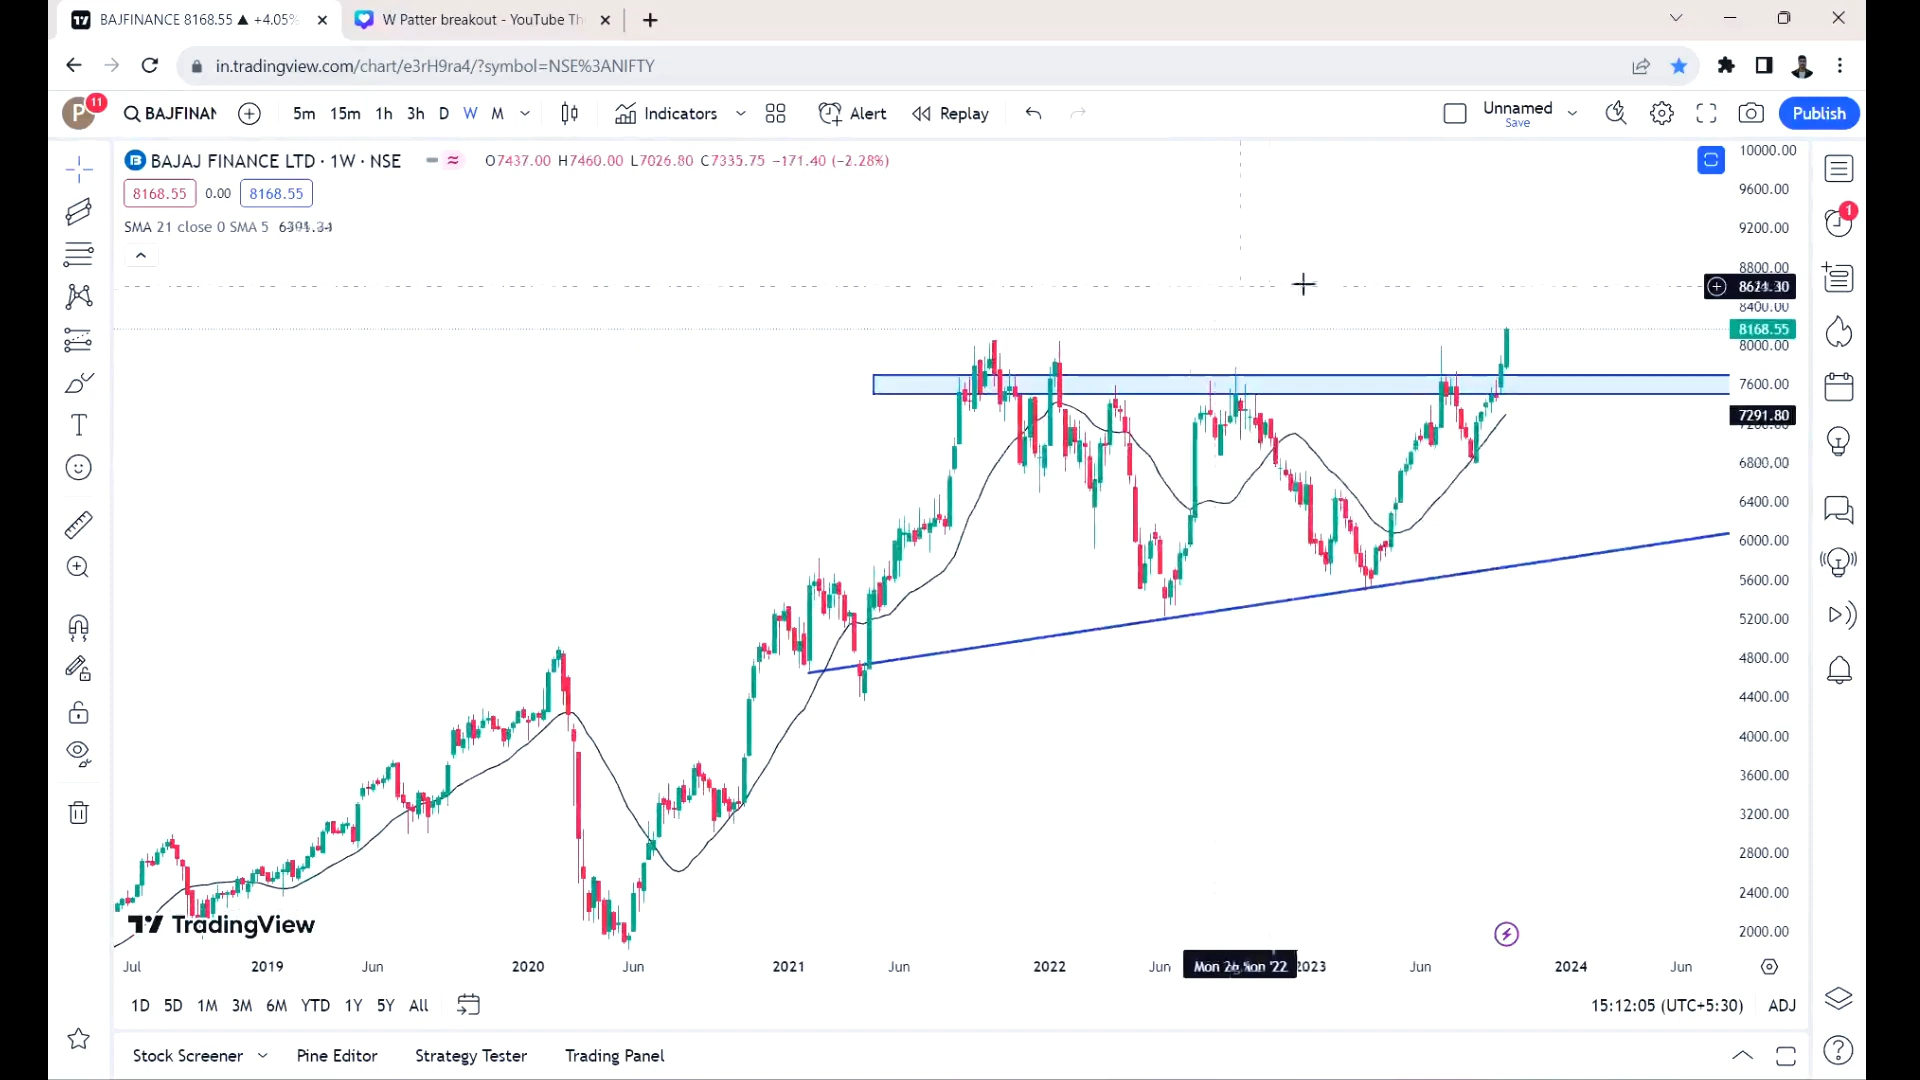 BAJFINANCE 8168.55 ▲ +4.05%
W Patter breakout - YouTube Th
in.tradingview.com/chart/e3rH9ra4/?symbol=NSE%3ANIFTY
P 11 BAJFINAN 5m 15m 1h 3h D W M Indicators Alert Replay Unnamed Save Publish
BAJAJ FINANCE LTD · 1W · NSE O7437.00 H7460.00 L7026.80 C7335.75 −171.40 (−2.28%)
8168.55 0.00 8168.55
SMA 21 close 0 SMA 5
10000.00
9600.00
9200.00
8800.00
8400.00
8168.55
8000.00
7600.00
7291.80
6800.00
6400.00
6000.00
5600.00
5200.00
4800.00
4400.00
4000.00
3600.00
3200.00
2800.00
2400.00
2000.00
1
TradingView
Jul 2019 Jun 2020 Jun 2021 Jun 2022 Jun Mon '22 2023 Jun 2024 Jun
1D 5D 1M 3M 6M YTD 1Y 5Y All 15:12:05 (UTC+5:30) ADJ
Stock Screener Pine Editor Strategy Tester Trading Panel